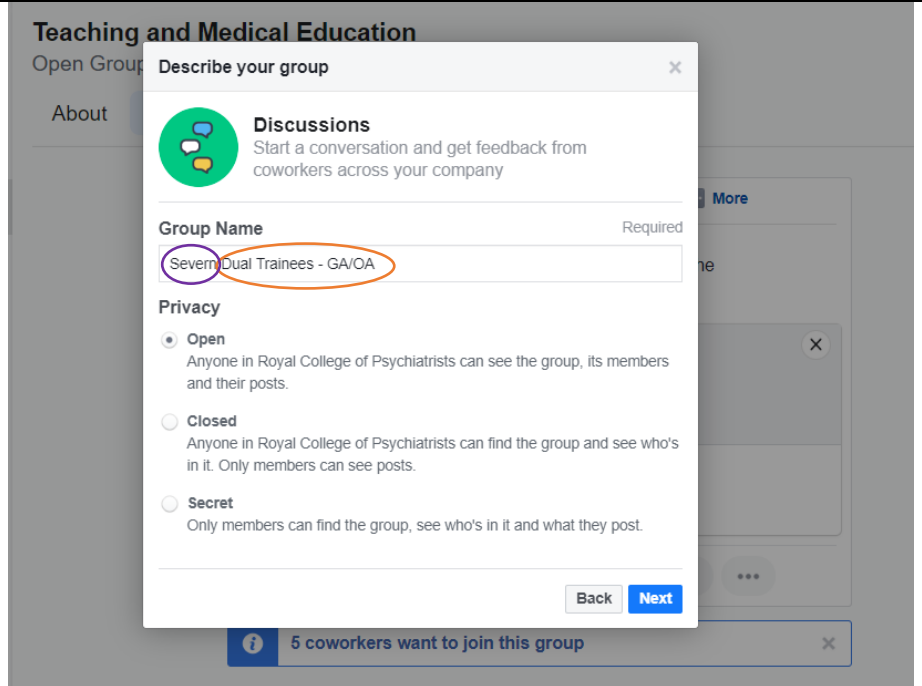 Teaching and Medical Education
Open Group
About
Describe your group
Discussions
Start a conversation and get feedback from
coworkers across your company
More
Group Name Required
Severn Dual Trainees - GA/OA
Privacy
Open
Anyone in Royal College of Psychiatrists can see the group, its members
and their posts.
Closed
Anyone in Royal College of Psychiatrists can find the group and see who's
in it. Only members can see posts.
Secret
Only members can find the group, see who's in it and what they post.
Back Next
5 coworkers want to join this group